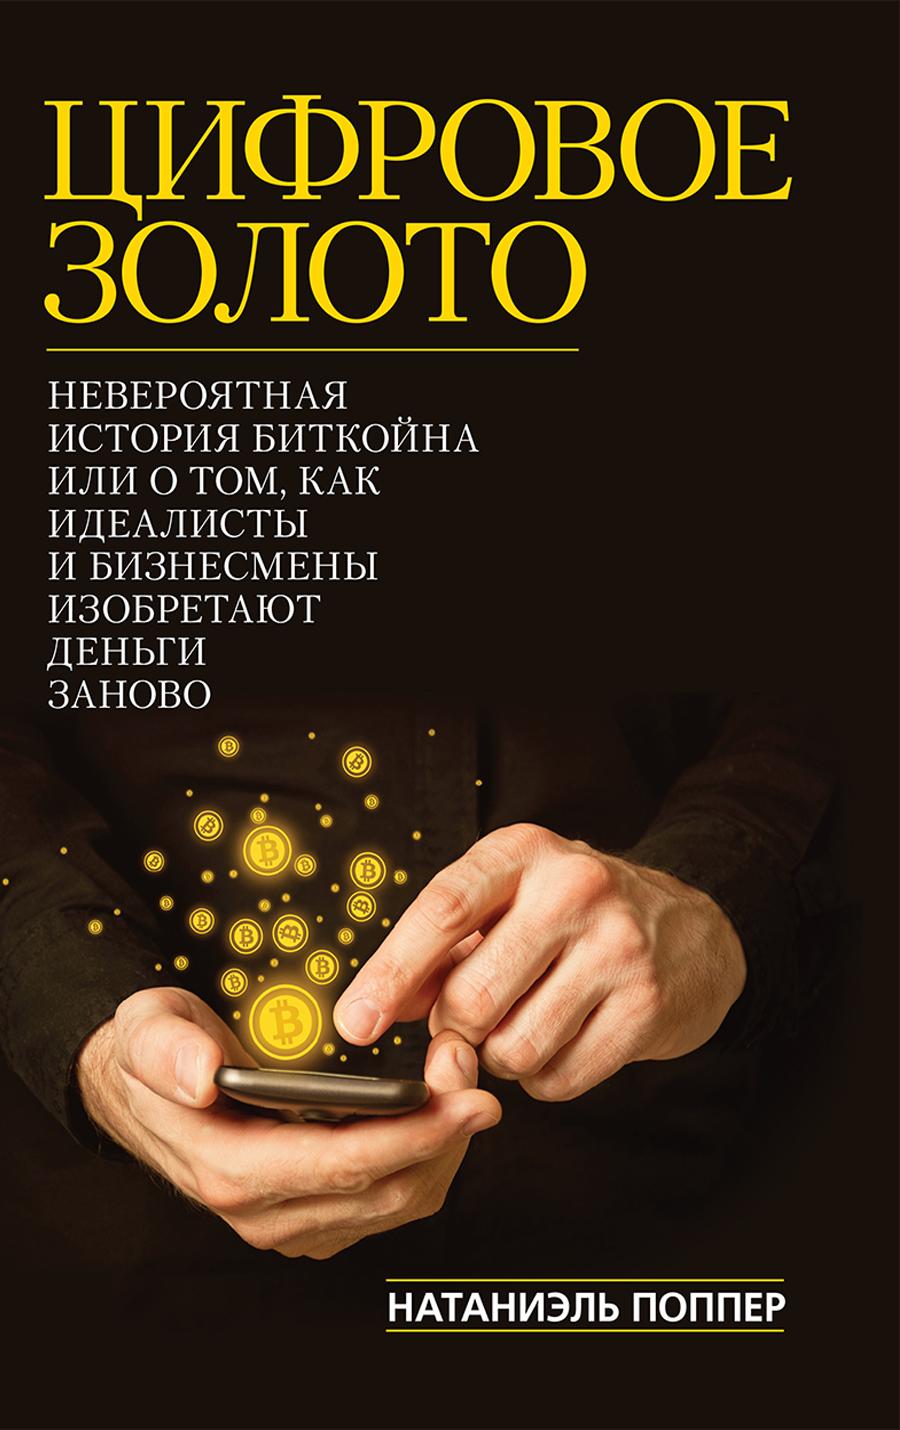 ЦИФРОВОЕ
ЗОЛОТО
НЕВЕРОЯТНАЯ
ИСТОРИЯ БИТКОЙНА
ИЛИ О ТОМ, КАК
ИДЕАЛИСТЫ
И БИЗНЕСМЕНЫ
ИЗОБРЕТАЮТ
ДЕНЬГИ
ЗАНОВО
НАТАНИЭЛЬ ПОППЕР